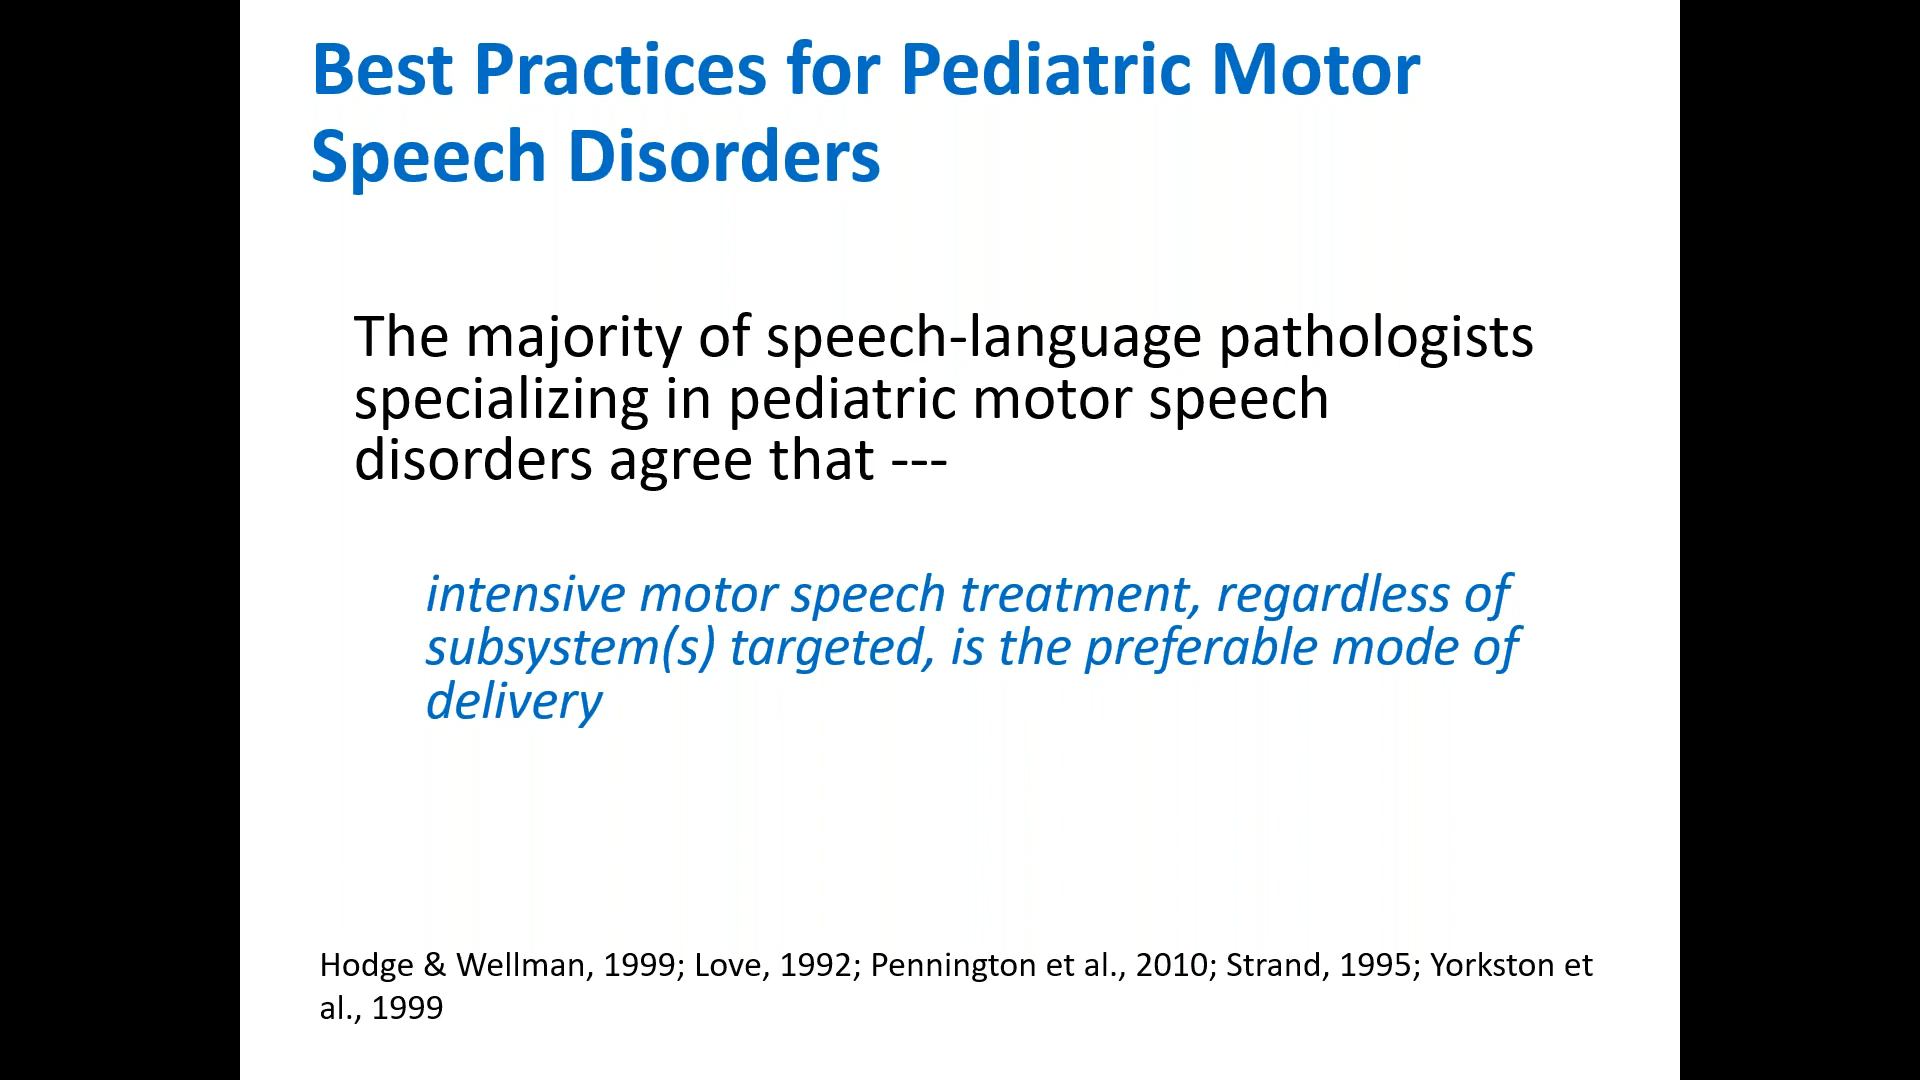 Best Practices for Pediatric Motor
Speech Disorders
The majority of speech-language pathologists
specializing in pediatric motor speech
disorders agree that ---
intensive motor speech treatment, regardless of
subsystem(s) targeted, is the preferable mode of
delivery
Hodge & Wellman, 1999; Love, 1992; Pennington et al., 2010; Strand, 1995; Yorkston et
al., 1999